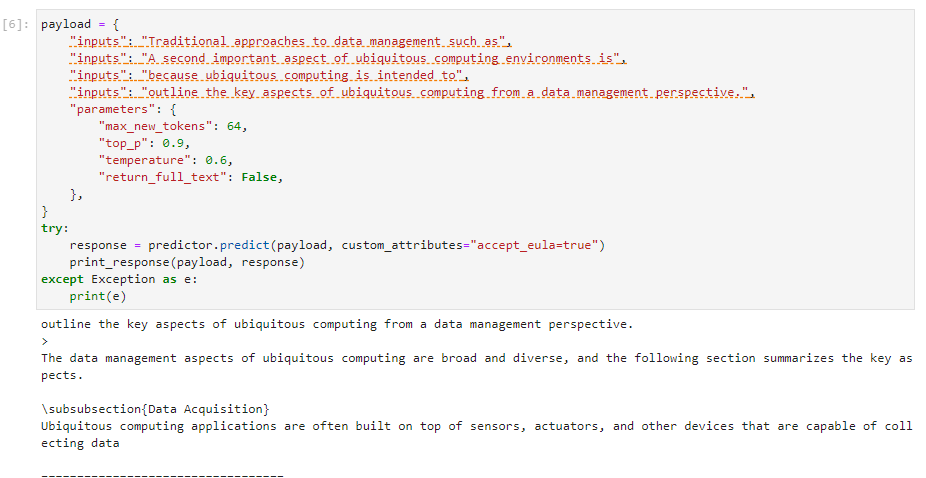 [6]: payload = {
    "inputs": "Traditional approaches to data management such as",
    "inputs": "A second important aspect of ubiquitous computing environments is",
    "inputs": "because ubiquitous computing is intended to",
    "inputs": "outline the key aspects of ubiquitous computing from a data management perspective.",
    "parameters": {
        "max_new_tokens": 64,
        "top_p": 0.9,
        "temperature": 0.6,
        "return_full_text": False,
    },
}
try:
    response = predictor.predict(payload, custom_attributes="accept_eula=true")
    print_response(payload, response)
except Exception as e:
    print(e)
outline the key aspects of ubiquitous computing from a data management perspective.
>
The data management aspects of ubiquitous computing are broad and diverse, and the following section summarizes the key as
pects.

\subsubsection{Data Acquisition}
Ubiquitous computing applications are often built on top of sensors, actuators, and other devices that are capable of coll
ecting data

==================================